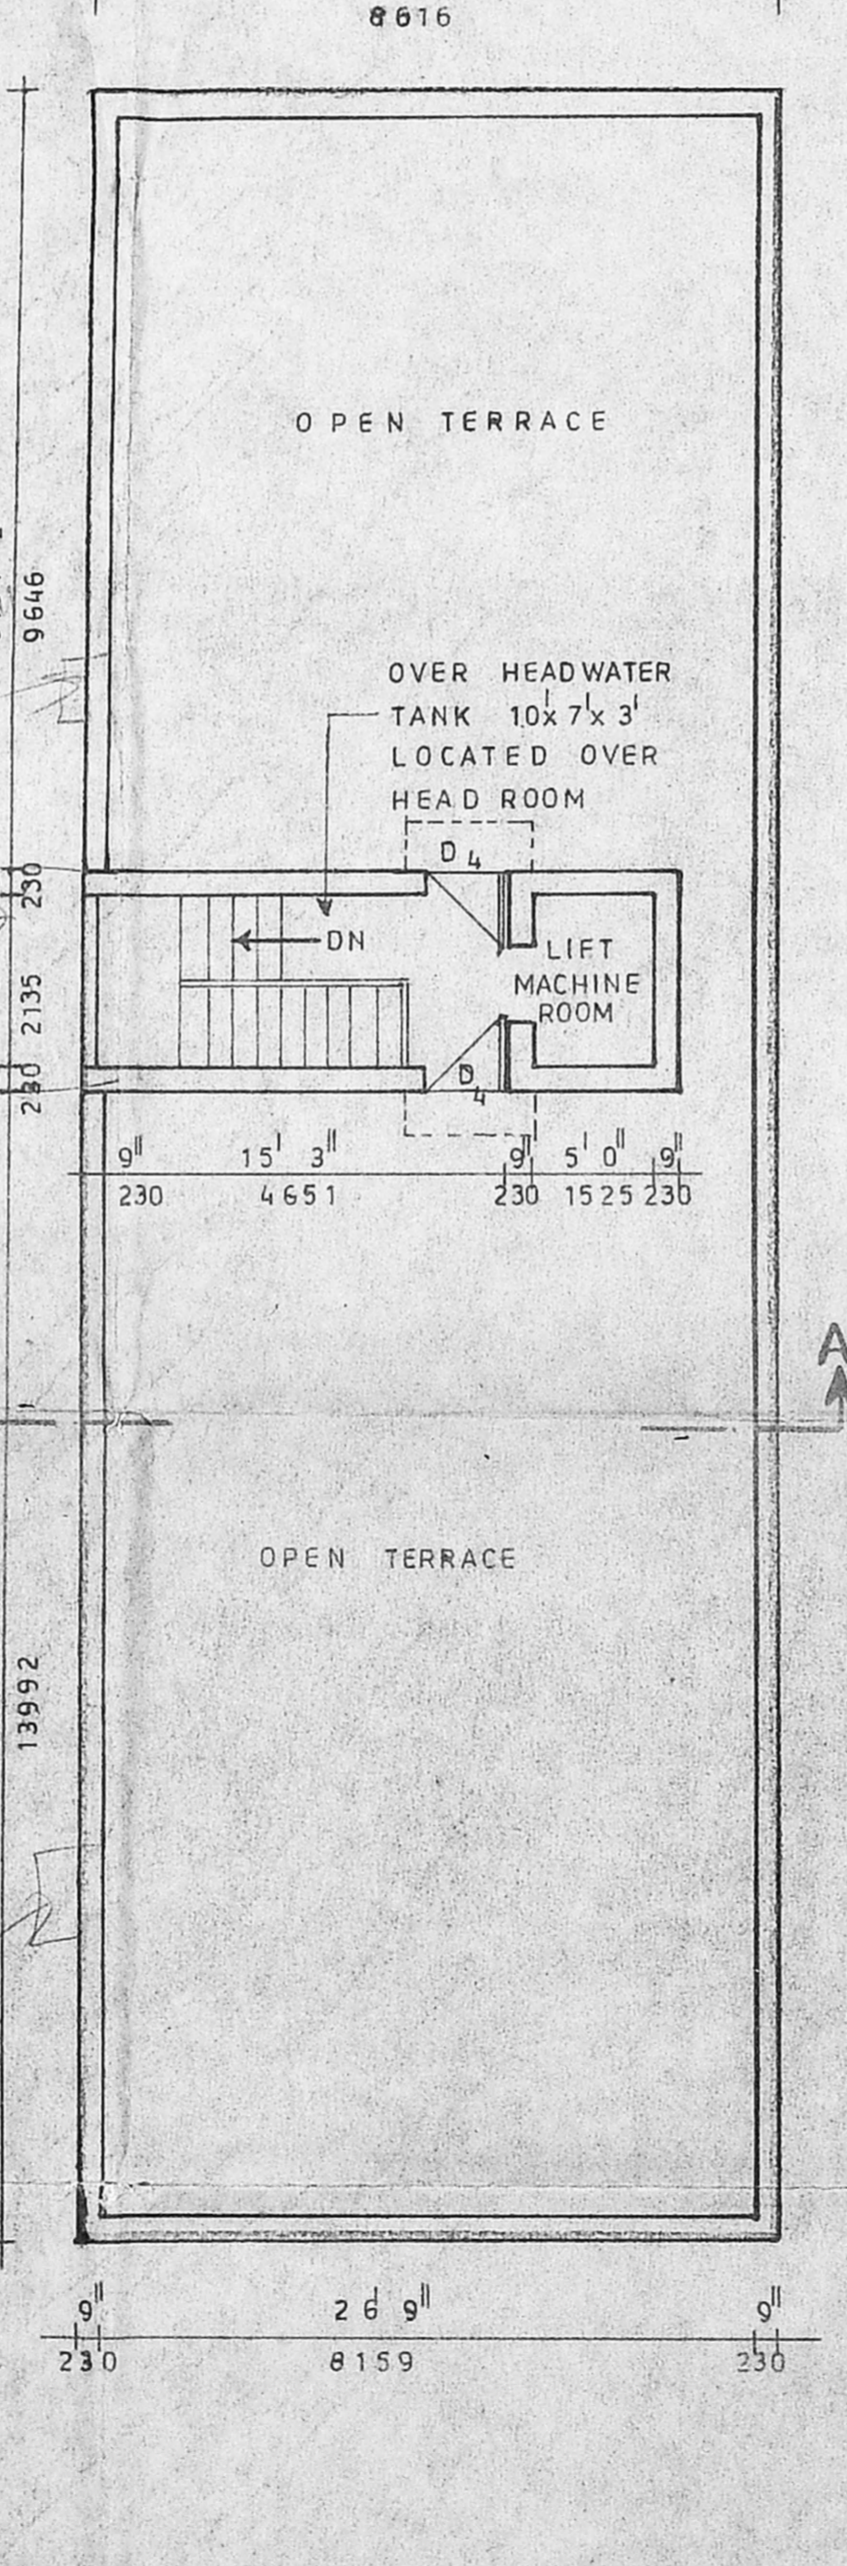 8616
OPEN TERRACE
9646
OVER HEADWATER
TANK 10'x 7'x 3'
LOCATED OVER
HEAD ROOM
D4
230
DN
LIFT
MACHINE
ROOM
2135
D4
230
9" 15' 3" 9" 5' 0" 9"
230 4651 230 1525 230
A
OPEN TERRACE
13992
9" 26' 9" 9"
230 8159 230